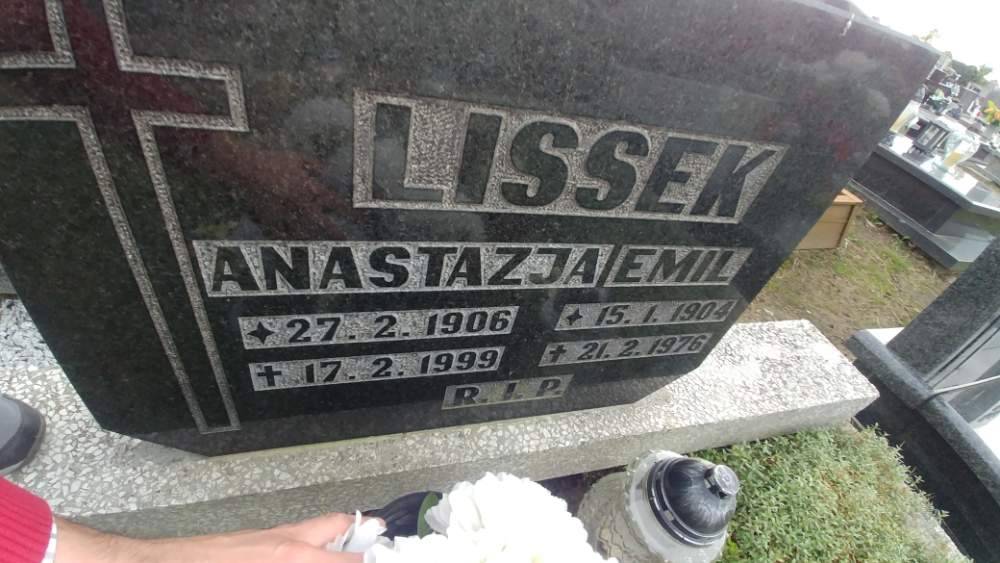 LISSEK
ANASTAZJA EMIL
✦ 27. 2. 1906 ✦ 15. 1. 1904
✝ 17. 2. 1999 ✝ 21. 2. 1976
R. I. P.